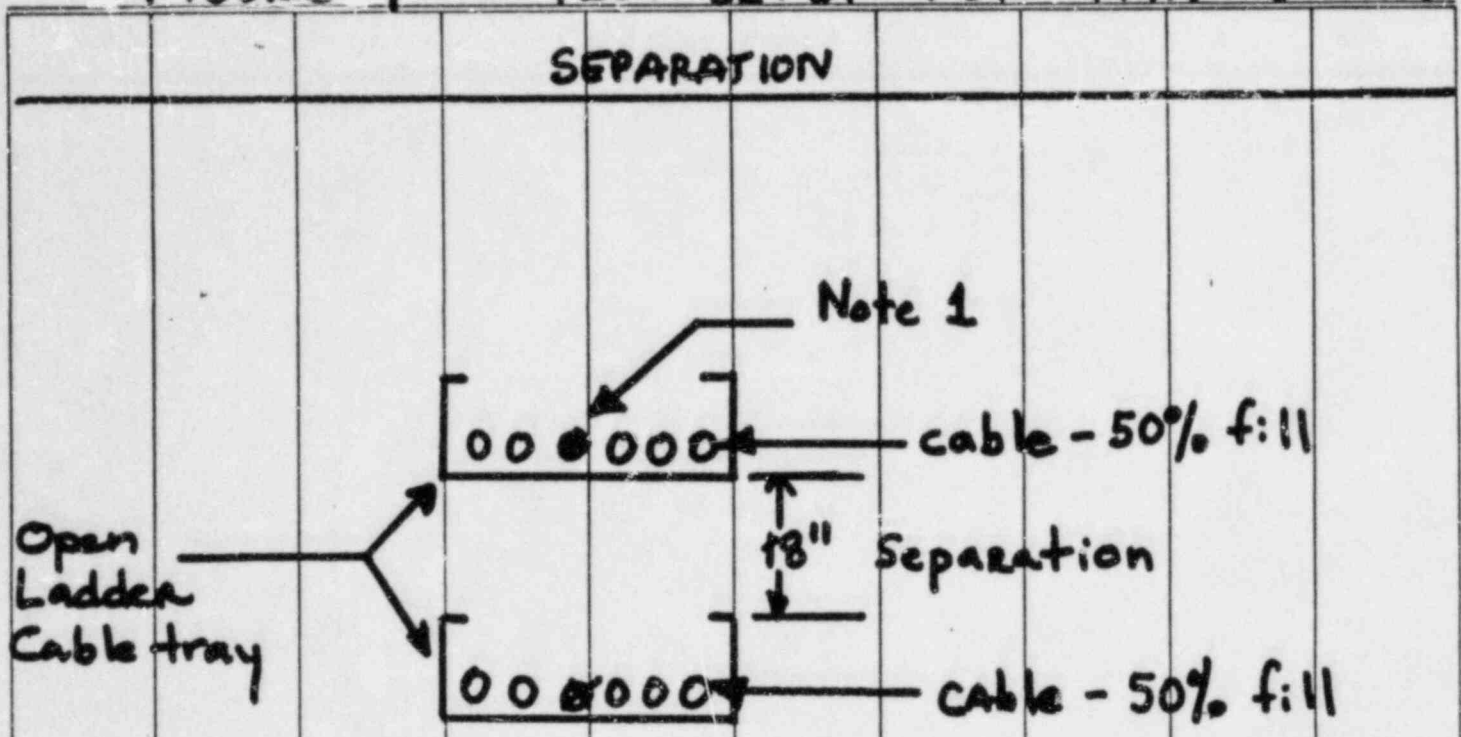 SEPARATION
Note 1
cable - 50% fill
18" Separation
Open
Ladder
Cable tray
cable - 50% fill